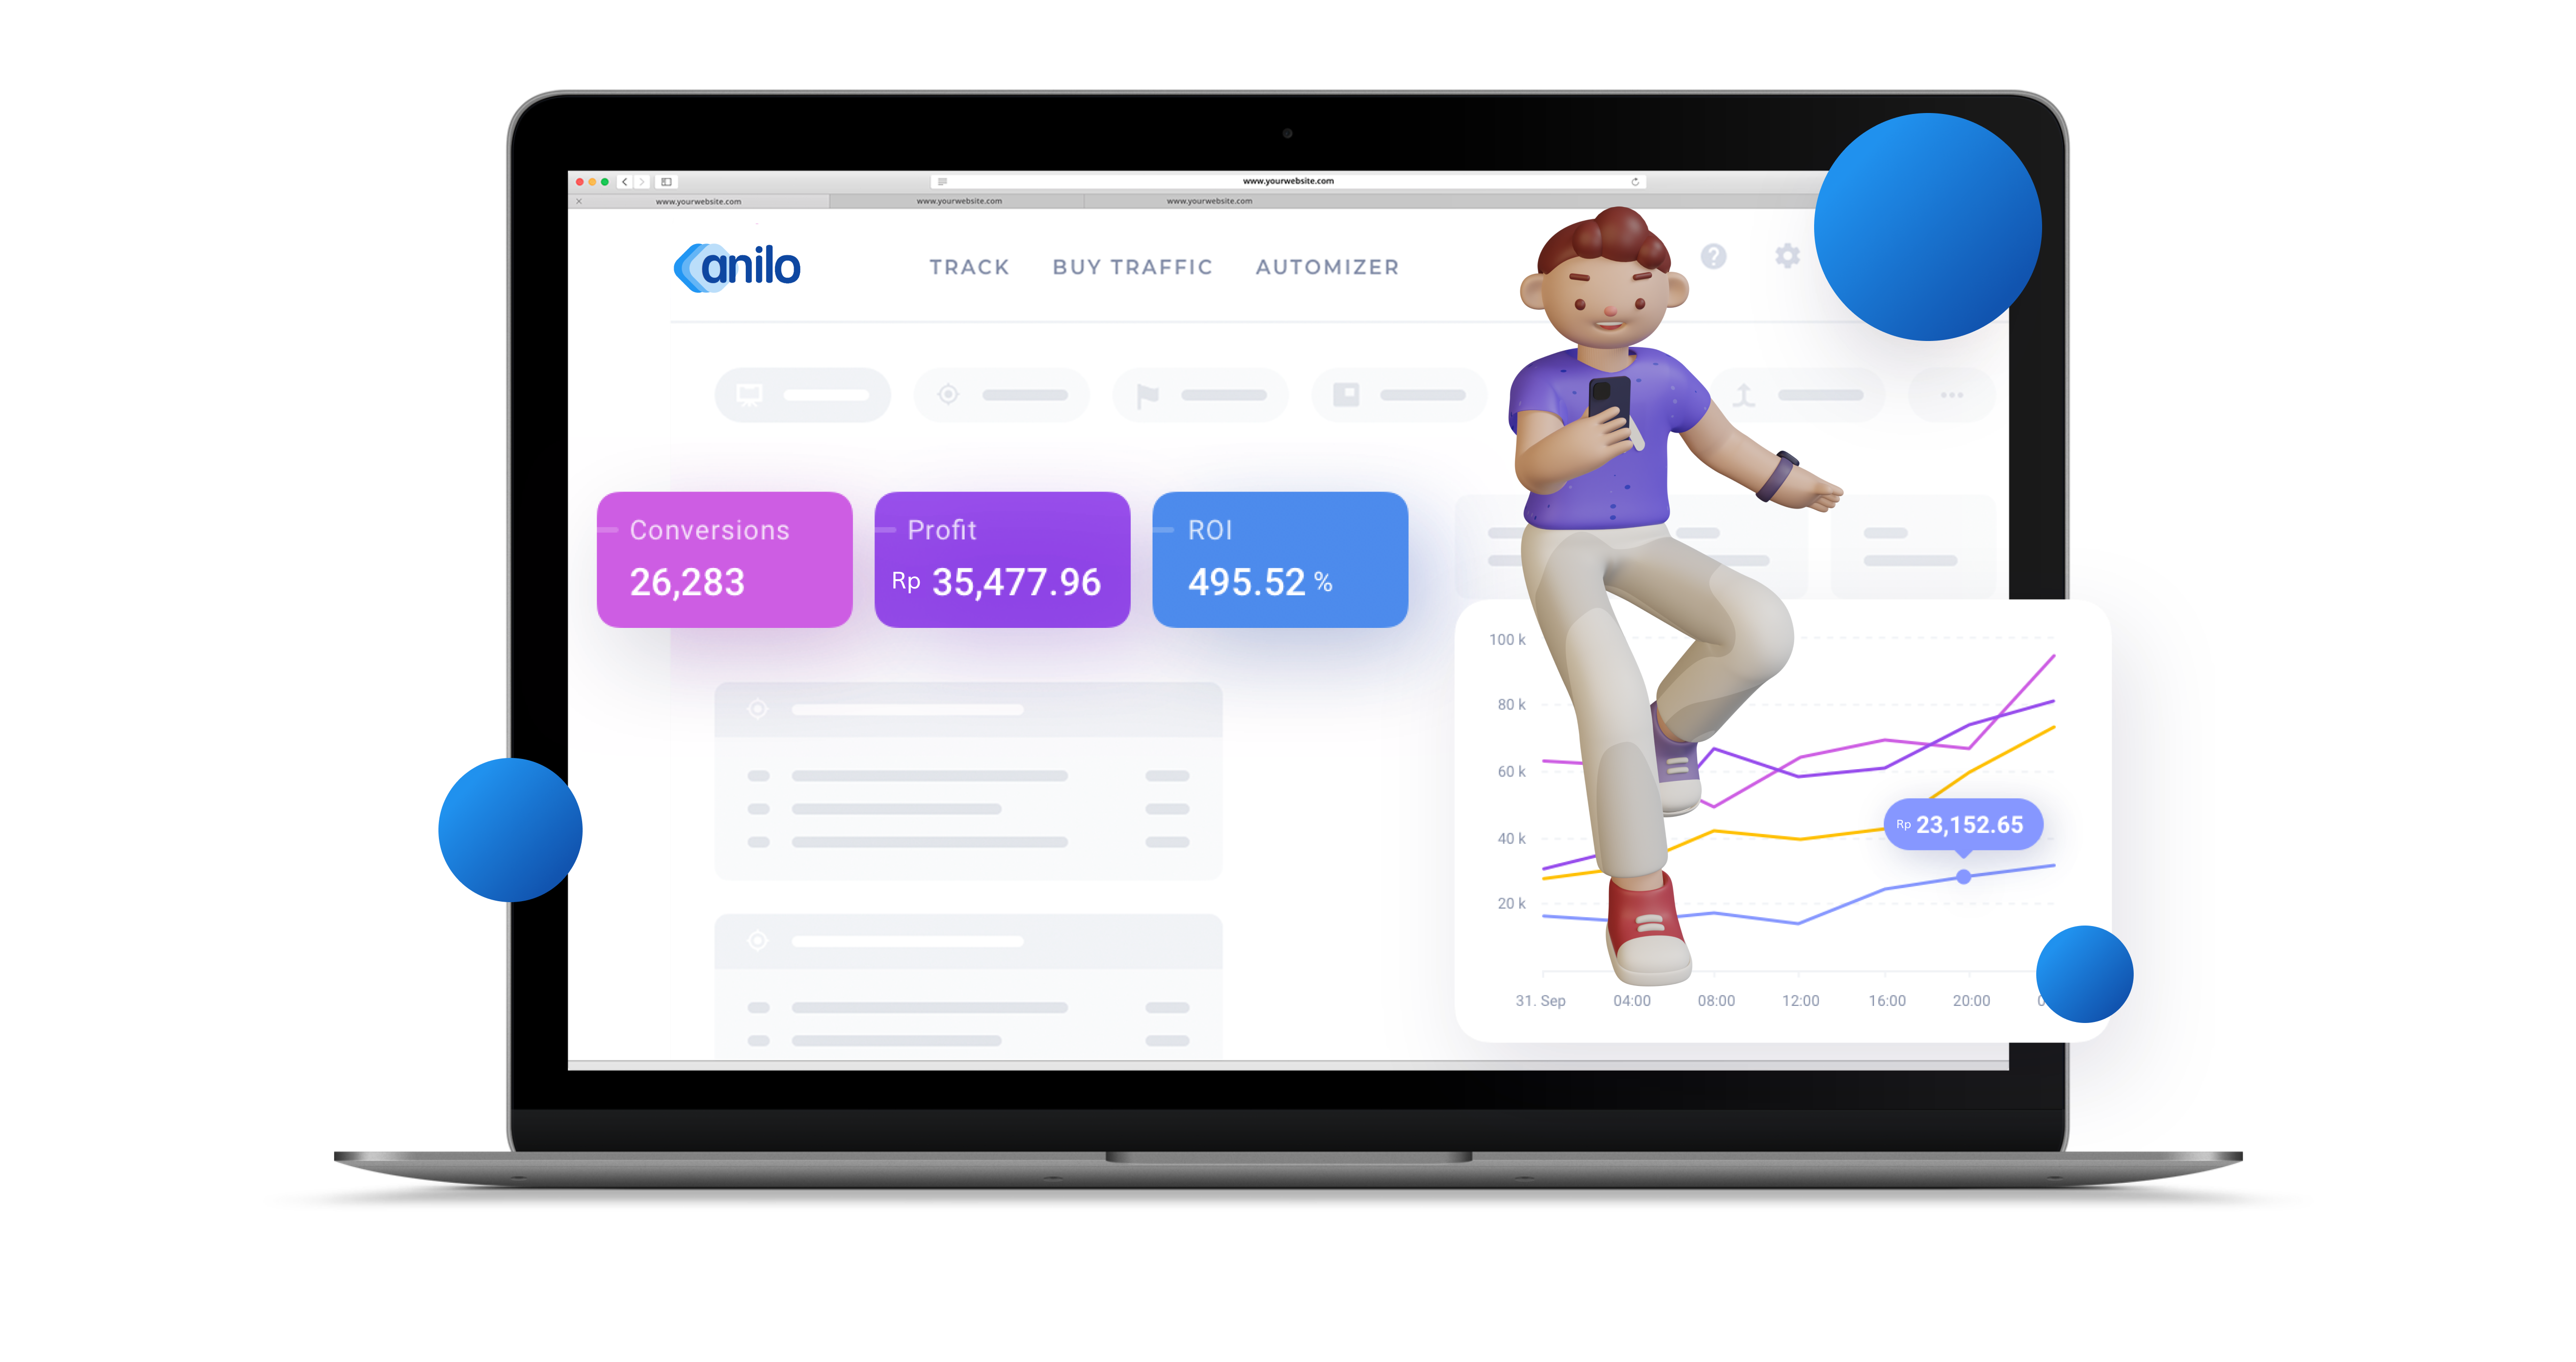 www.yourwebsite.com
www.yourwebsite.com www.yourwebsite.com www.yourwebsite.com
anilo TRACK BUY TRAFFIC AUTOMIZER
Conversions
26,283
Profit
Rp 35,477.96
ROI
495.52 %
100 k
80 k
60 k
40 k
20 k
Rp 23,152.65
31. Sep 04:00 08:00 12:00 16:00 20:00